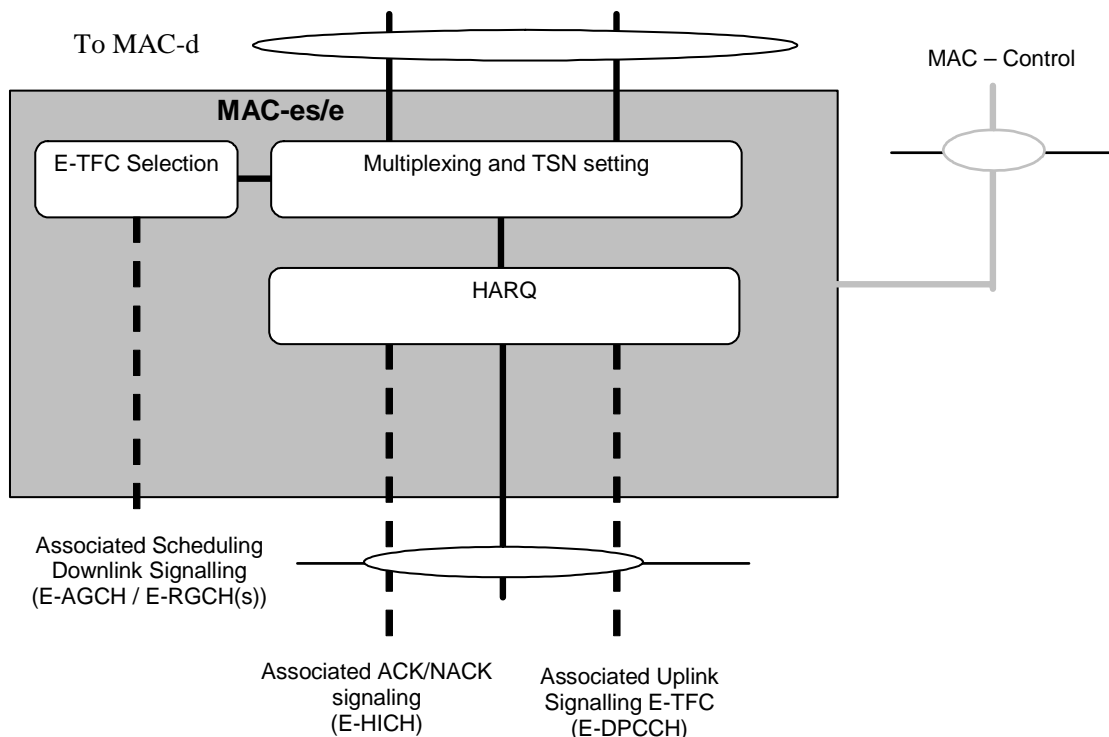 To MAC-d
MAC – Control
MAC-es/e
E-TFC Selection
Multiplexing and TSN setting
HARQ
Associated Scheduling
Downlink Signalling
(E-AGCH / E-RGCH(s))
Associated ACK/NACK
signaling
(E-HICH)
Associated Uplink
Signalling E-TFC
(E-DPCCH)